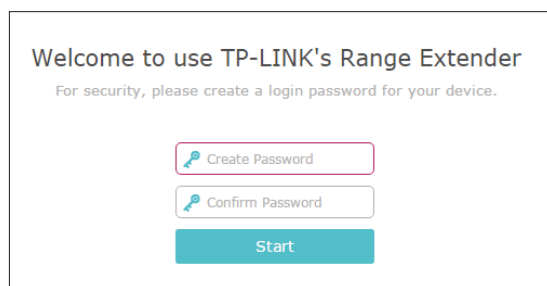 Welcome to use TP-LINK's Range Extender
For security, please create a login password for your device.
Create Password
Confirm Password
Start